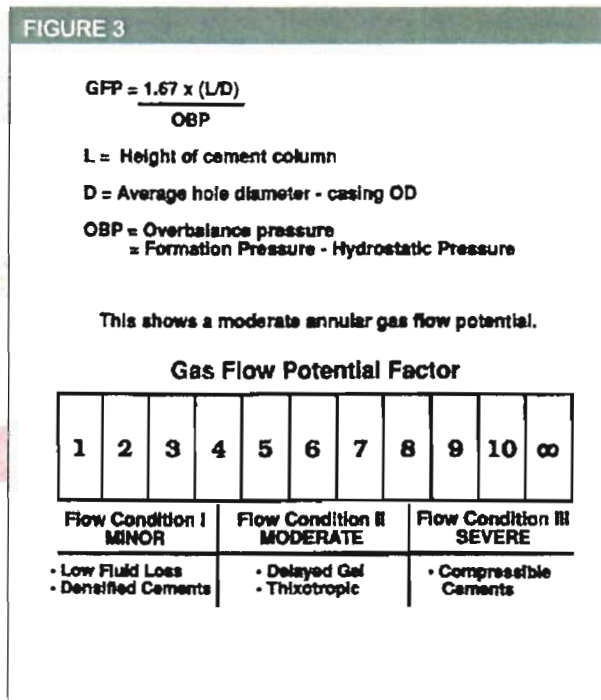 FIGURE 3
GFP = 1.67 x (L/D)
OBP
L = Height of cement column
D = Average hole diameter - casing OD
OBP = Overbalance pressure
= Formation Pressure - Hydrostatic Pressure
This shows a moderate annular gas flow potential.
Gas Flow Potential Factor
1 2 3 4 5 6 7 8 9 10 ∞
Flow Condition I Flow Condition II Flow Condition III
MINOR MODERATE SEVERE
• Low Fluid Loss • Delayed Gel • Compressible
• Densified Cements • Thixotropic Cements